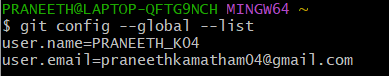 PRANEETH@LAPTOP-QFTG9NCH MINGW64 ~
$ git config --global --list
user.name=PRANEETH_K04
user.email=praneethkamatham04@gmail.com